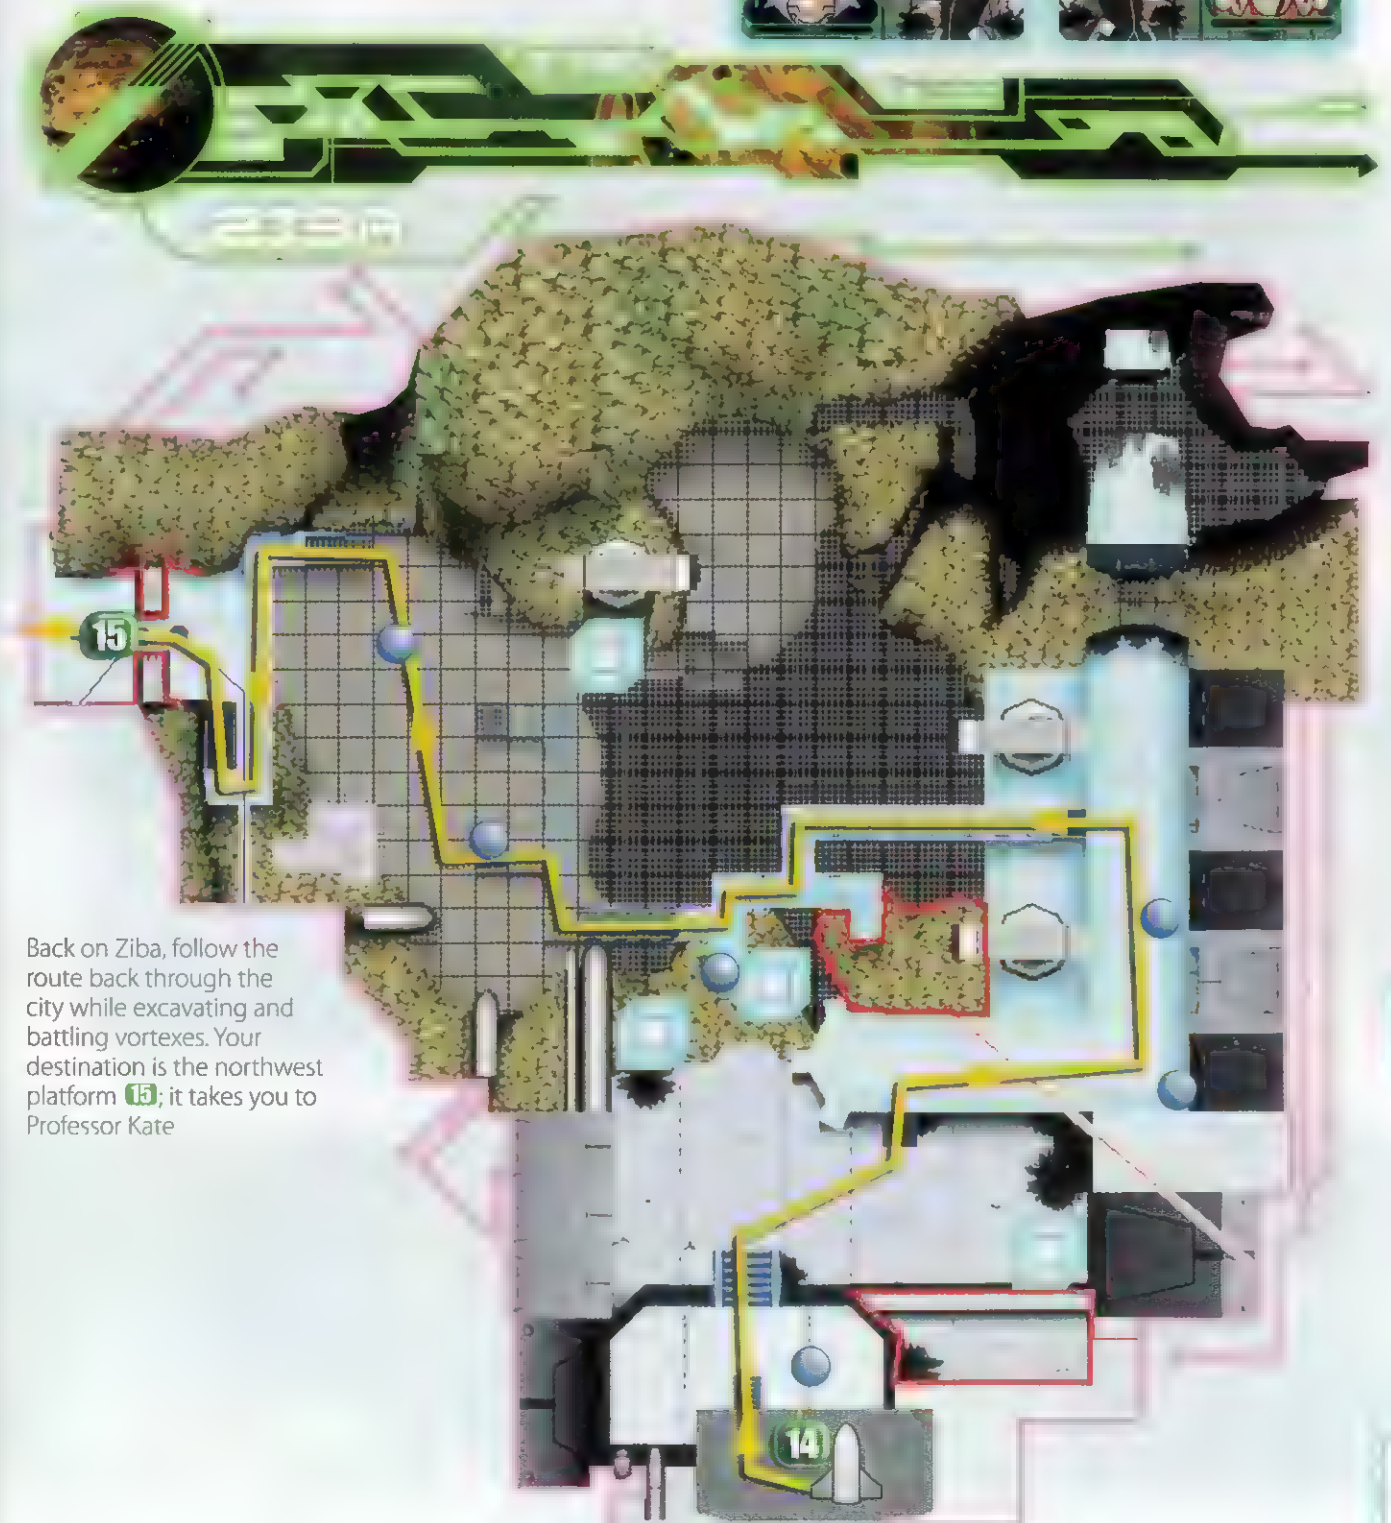 15
Back on Ziba, follow the
route back through the
city while excavating and
battling vortexes. Your
destination is the northwest
platform 15; it takes you to
Professor Kate
14